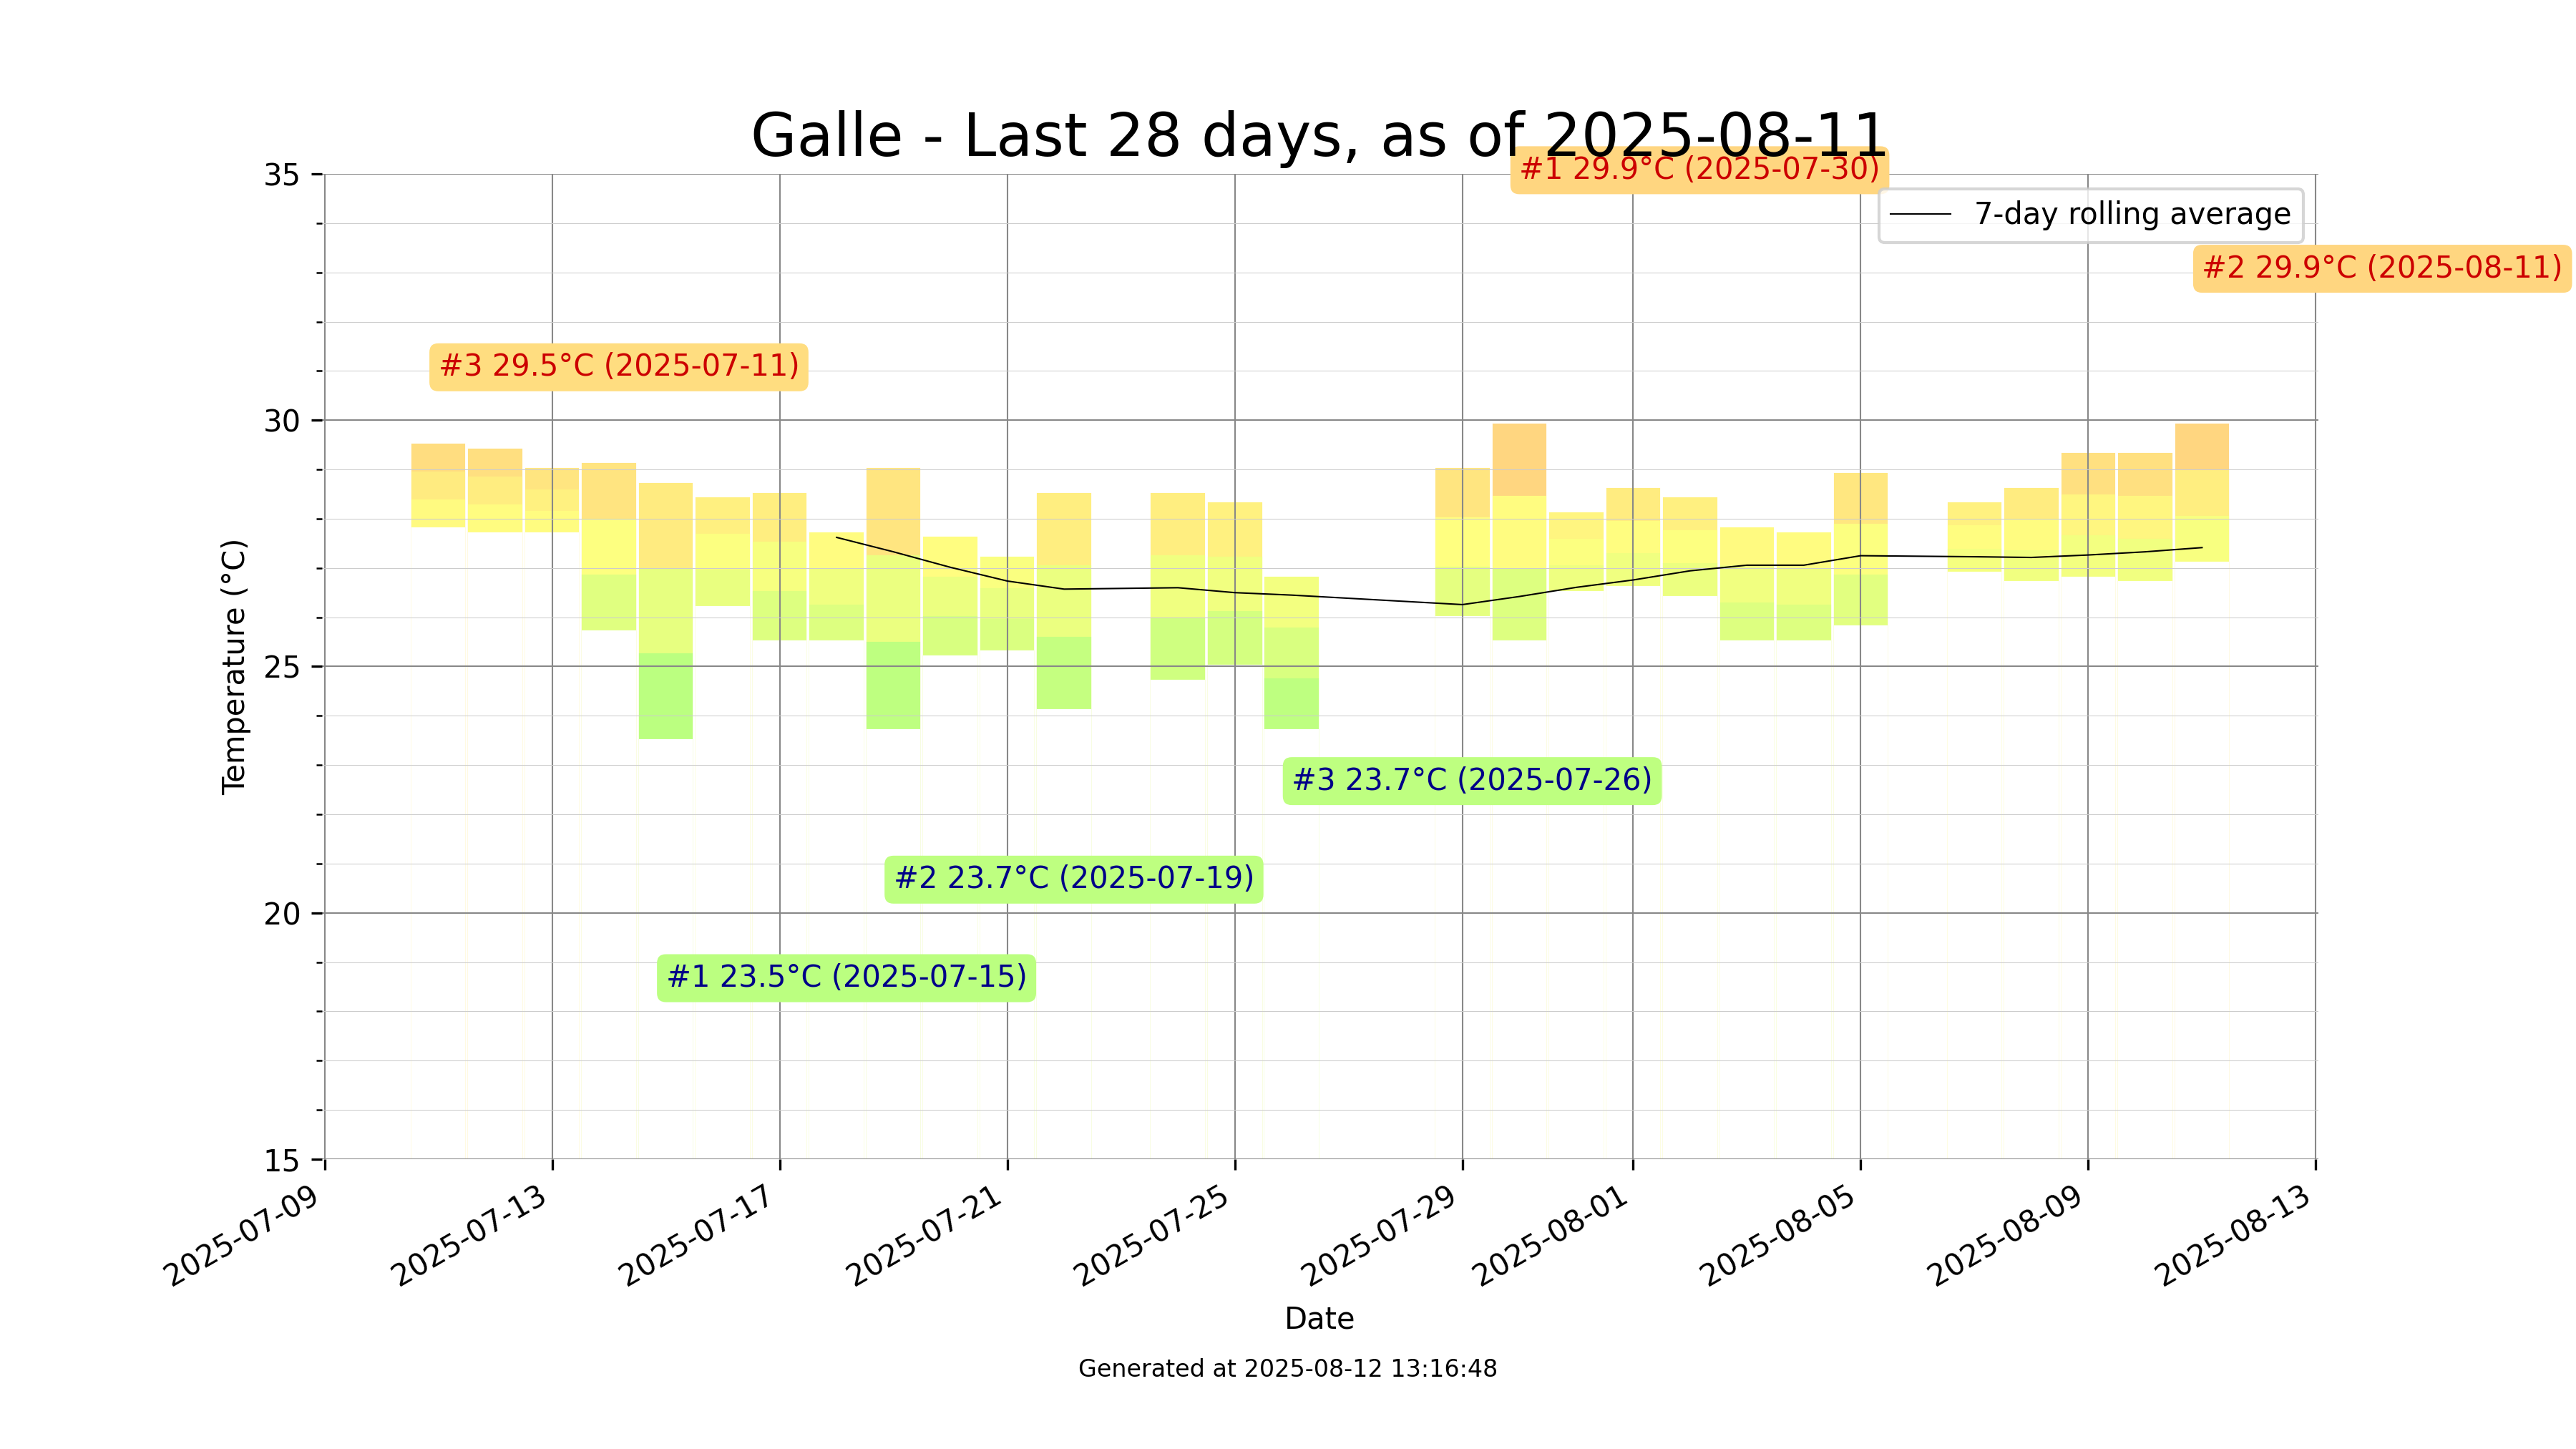 Galle - Last 28 days, as of 2025-08-11
#1 29.9°C (2025-07-30)
7-day rolling average
#2 29.9°C (2025-08-11)
#3 29.5°C (2025-07-11)
#3 23.7°C (2025-07-26)
#2 23.7°C (2025-07-19)
#1 23.5°C (2025-07-15)
Temperature (°C)
35
30
25
20
15
2025-07-09
2025-07-13
2025-07-17
2025-07-21
2025-07-25
2025-07-29
2025-08-01
2025-08-05
2025-08-09
2025-08-13
Date
Generated at 2025-08-12 13:16:48